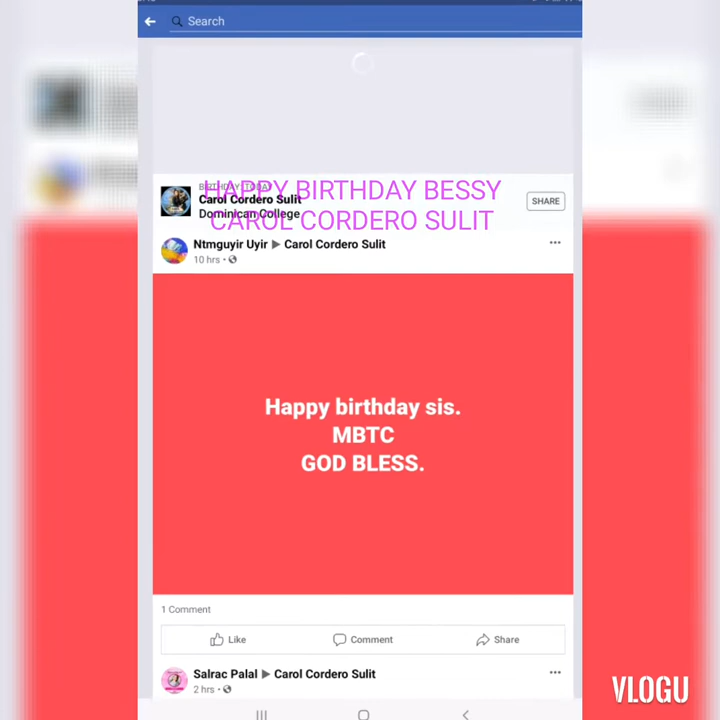 Search
BIRTHDAY TODAY
HAPPY BIRTHDAY BESSY
Carol Cordero Sulit
SHARE
Dominican College
CAROL CORDERO SULIT
Ntmguyir Uyir ▶ Carol Cordero Sulit
10 hrs •
Happy birthday sis.
MBTC
GOD BLESS.
1 Comment
Like Comment Share
Salrac Palal ▶ Carol Cordero Sulit
2 hrs •
VLOGU